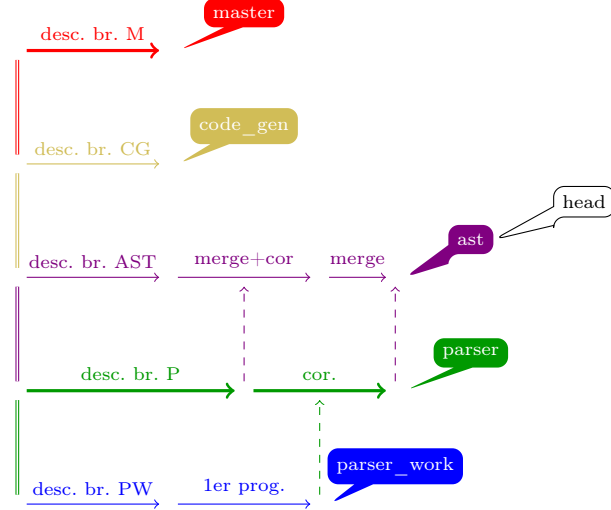 master
desc. br. M
code_gen
desc. br. CG
head
ast
desc. br. AST
merge+cor
merge
parser
desc. br. P
cor.
parser_work
desc. br. PW
1er prog.